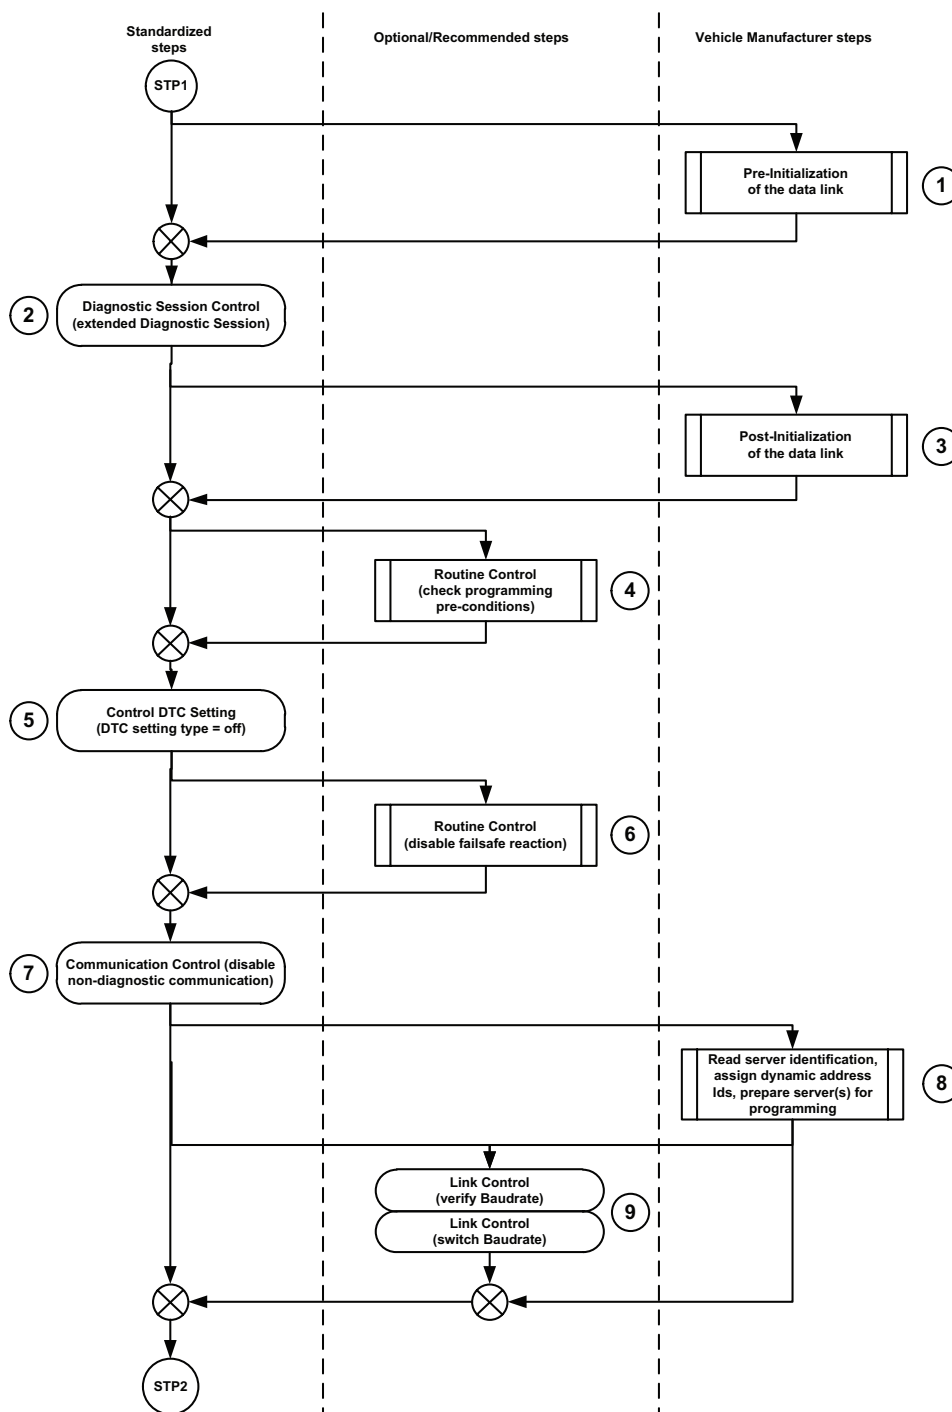 Standardized
steps
Optional/Recommended steps
Vehicle Manufacturer steps
STP1
Pre-Initialization
of the data link
1
2
Diagnostic Session Control
(extended Diagnostic Session)
Post-Initialization
of the data link
3
Routine Control
(check programming
pre-conditions)
4
5
Control DTC Setting
(DTC setting type = off)
Routine Control
(disable failsafe reaction)
6
7
Communication Control (disable
non-diagnostic communication)
Read server identification,
assign dynamic address
Ids, prepare server(s) for
programming
8
Link Control
(verify Baudrate)
Link Control
(switch Baudrate)
9
STP2